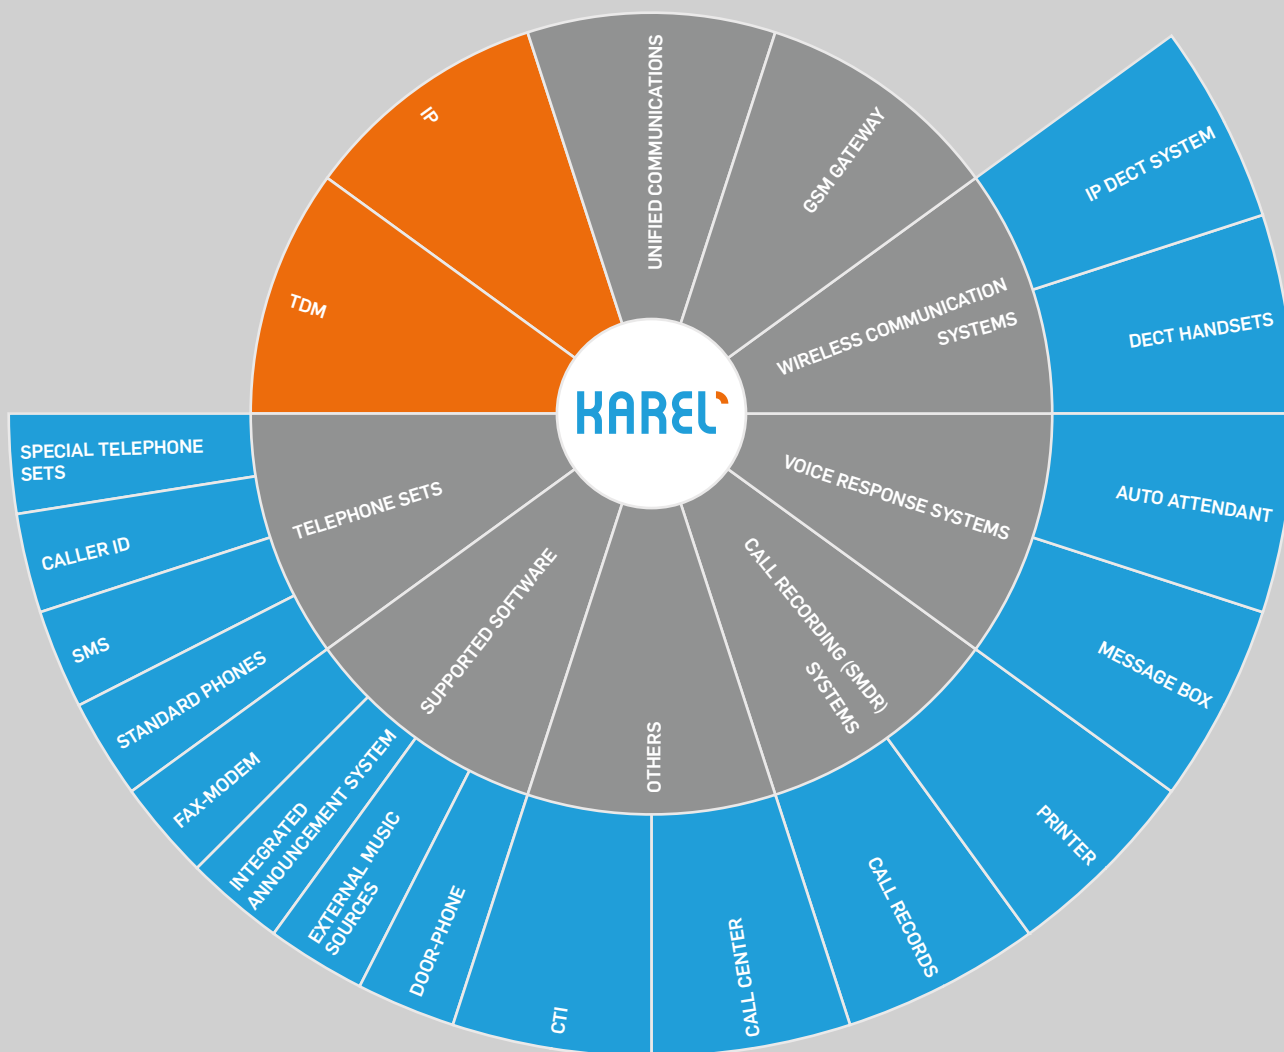 IP
UNIFIED COMMUNICATIONS
GSM GATEWAY
IP DECT SYSTEM
TDM
WIRELESS COMMUNICATION
SYSTEMS
DECT HANDSETS
KAREL
SPECIAL TELEPHONE
SETS
CALLER ID
SMS
STANDARD PHONES
TELEPHONE SETS
VOICE RESPONSE SYSTEMS
AUTO ATTENDANT
MESSAGE BOX
SUPPORTED SOFTWARE
OTHERS
CALL RECORDING (SMDR)
SYSTEMS
FAX-MODEM
INTEGRATED
ANNOUNCEMENT SYSTEM
EXTERNAL MUSIC
SOURCES
DOOR-PHONE
CTI
CALL CENTER
CALL RECORDS
PRINTER